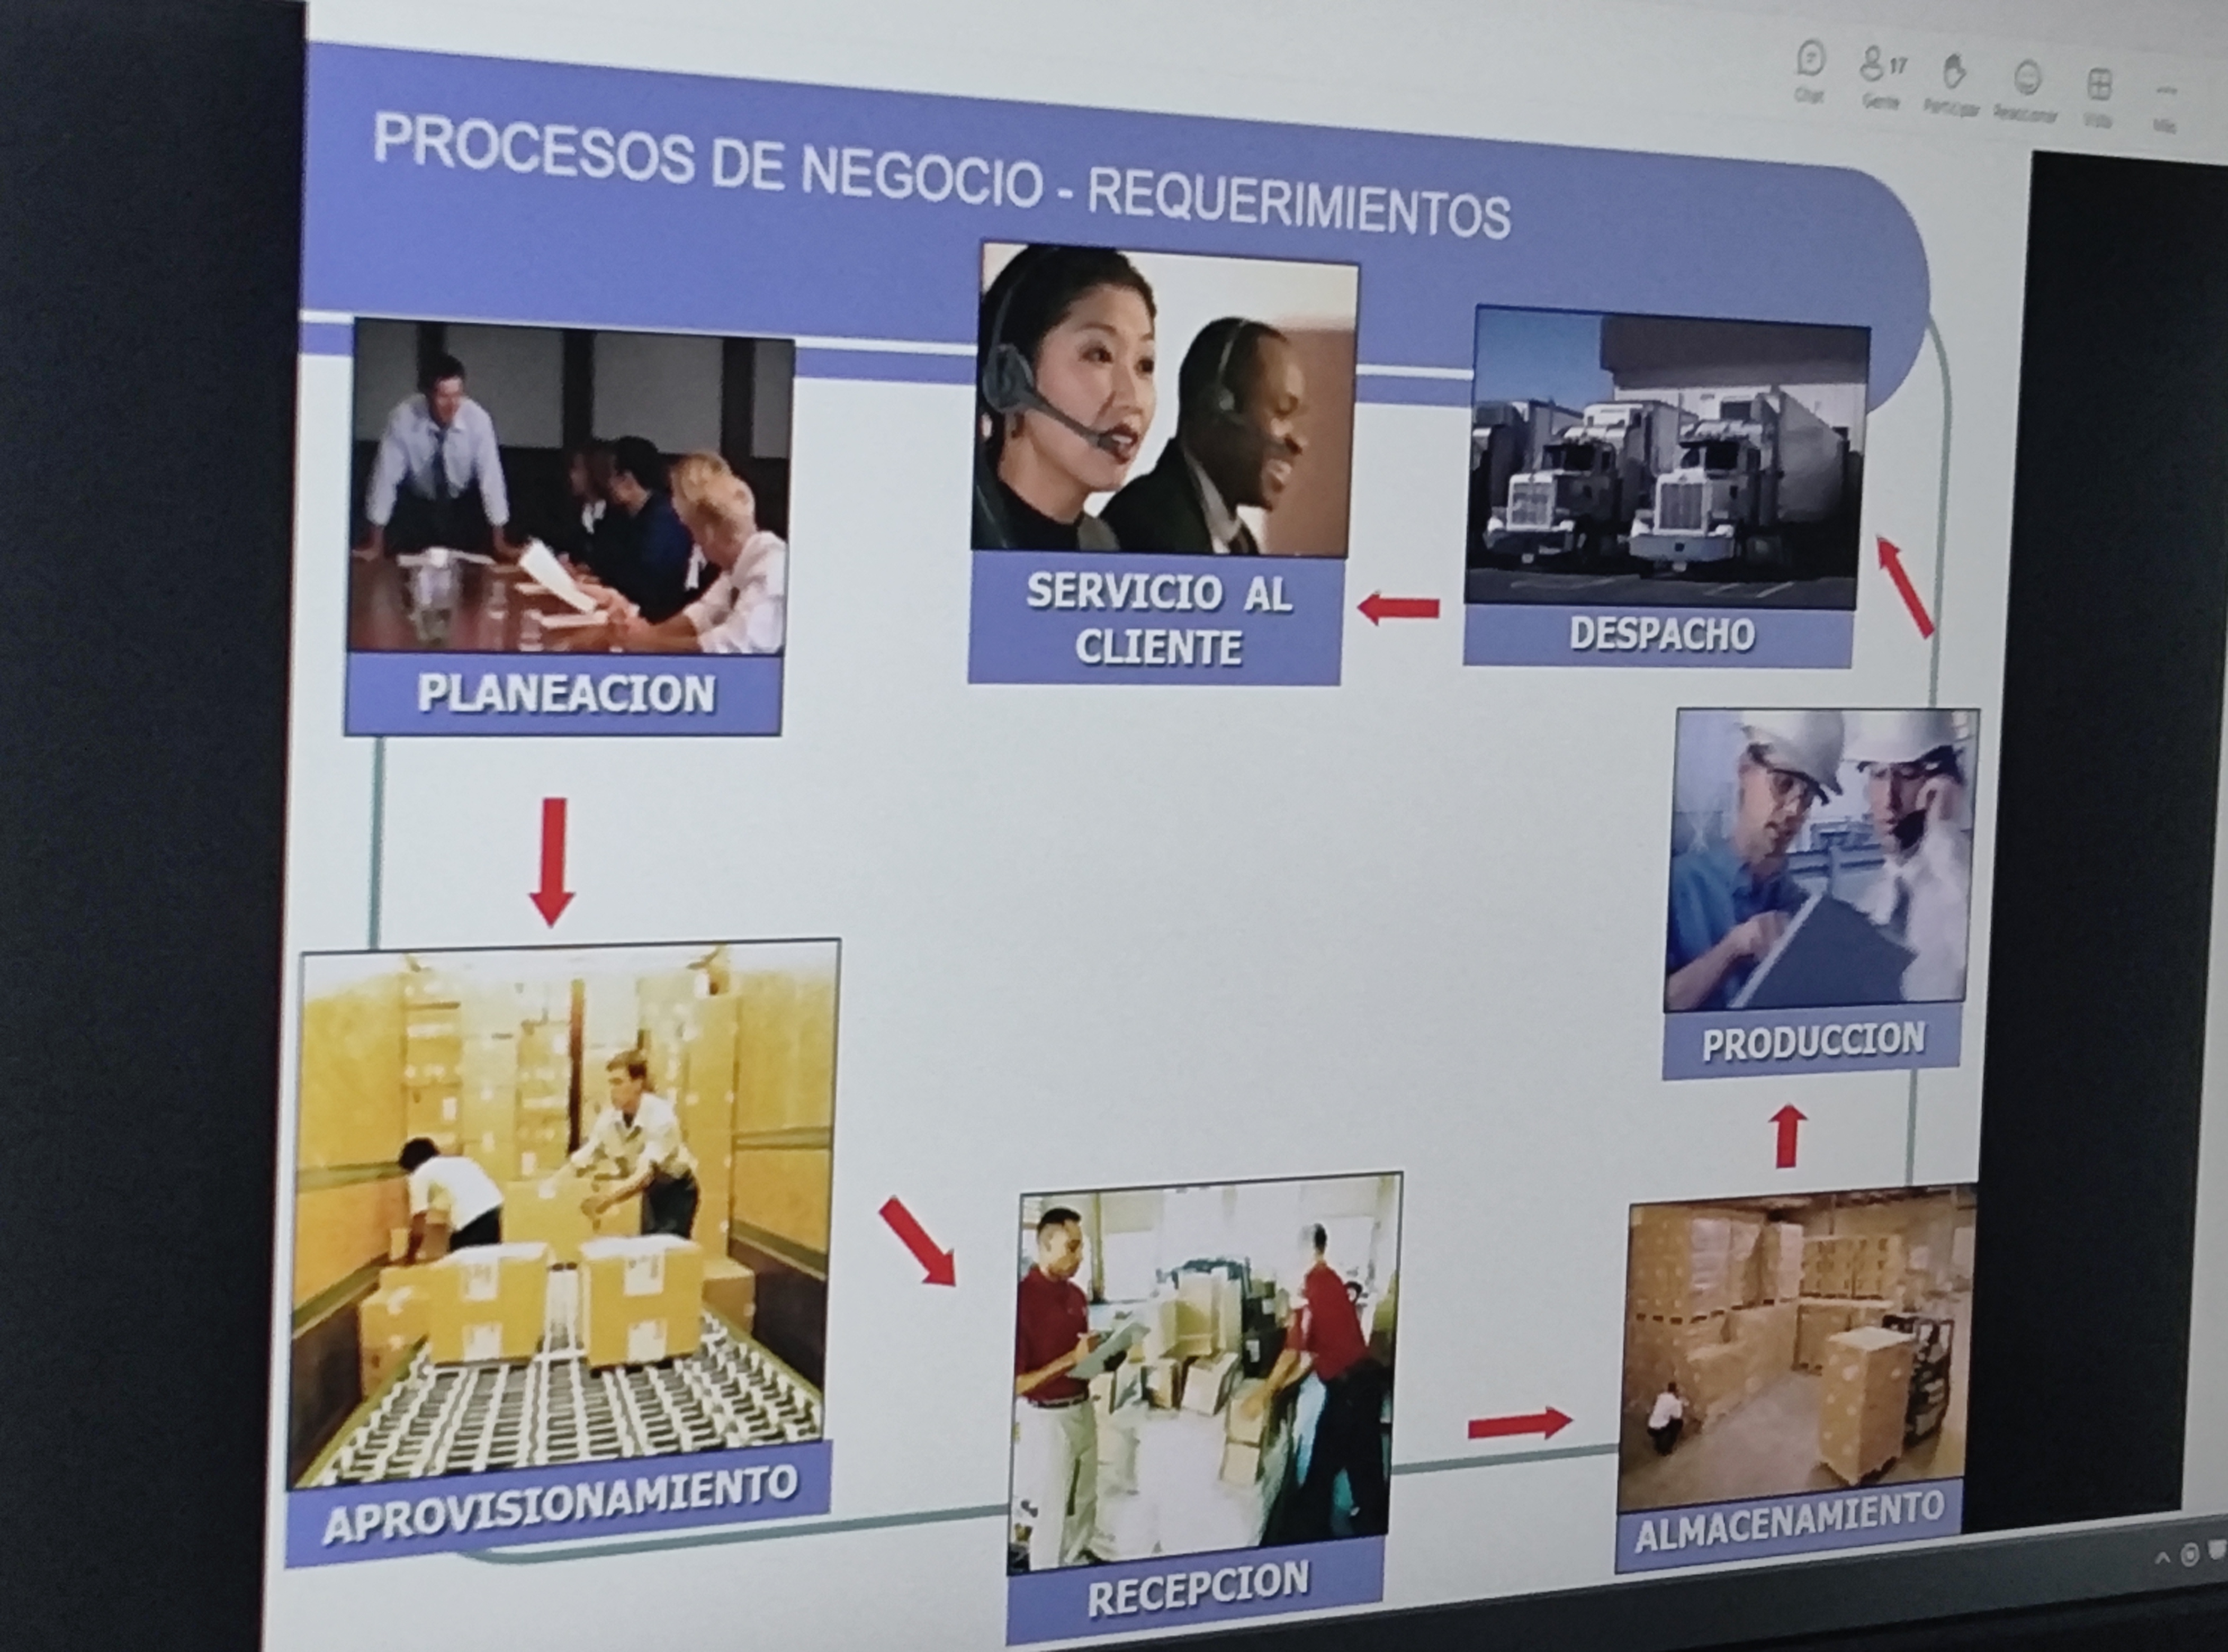 Chat
17
Gente
Participar
Reaccionar
Vista
Más
PROCESOS DE NEGOCIO - REQUERIMIENTOS
PLANEACION
SERVICIO AL
CLIENTE
DESPACHO
PRODUCCION
APROVISIONAMIENTO
RECEPCION
ALMACENAMIENTO